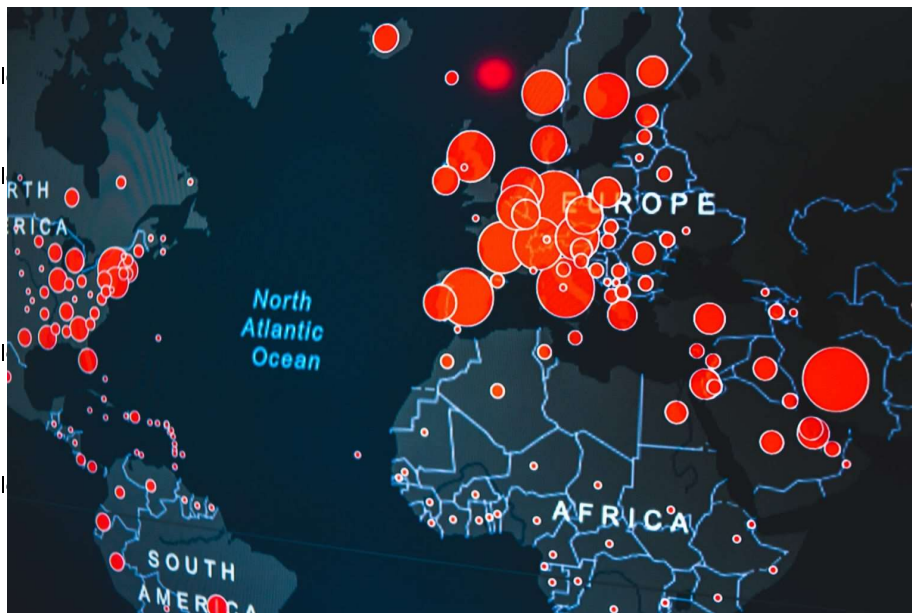 RTH
ERICA
EUROPE
North
Atlantic
Ocean
AFRICA
SOUTH
AMERICA